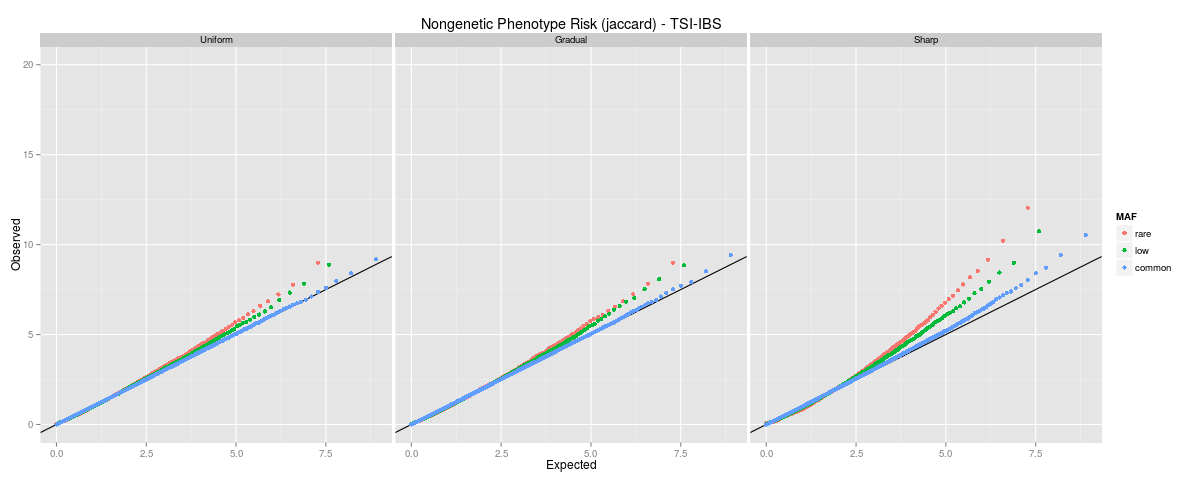 Nongenetic Phenotype Risk (jaccard) - TSI-IBS
Uniform
Gradual
Sharp
Observed
20
15
10
5
0
0.0 2.5 5.0 7.5
0.0 2.5 5.0 7.5
0.0 2.5 5.0 7.5
Expected
MAF
rare
low
common